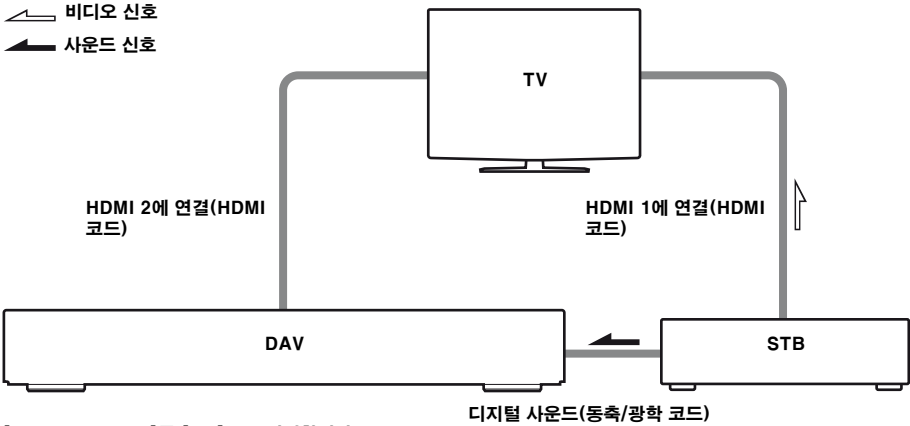 비디오 신호
사운드 신호
TV
HDMI 2에 연결(HDMI
코드)
HDMI 1에 연결(HDMI
코드)
DAV
STB
디지털 사운드(동축/광학 코드)